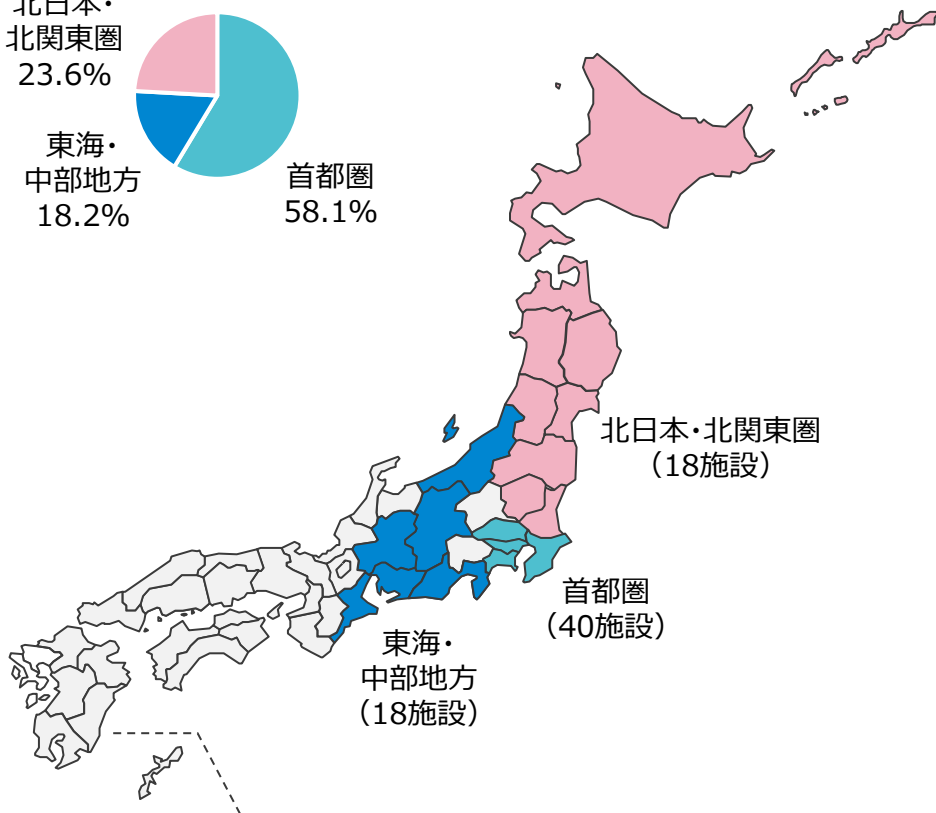 北日本・
北関東圏
23.6%
東海・
中部地方
18.2%
首都圏
58.1%
北日本・北関東圏
（18施設）
首都圏
（40施設）
東海・
中部地方
（18施設）